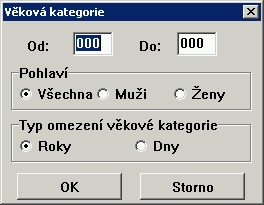 Věková kategorie
Od: 000 Do: 000
Pohlaví
Všechna Muži Ženy
Typ omezení věkové kategorie
Roky Dny
OK Storno